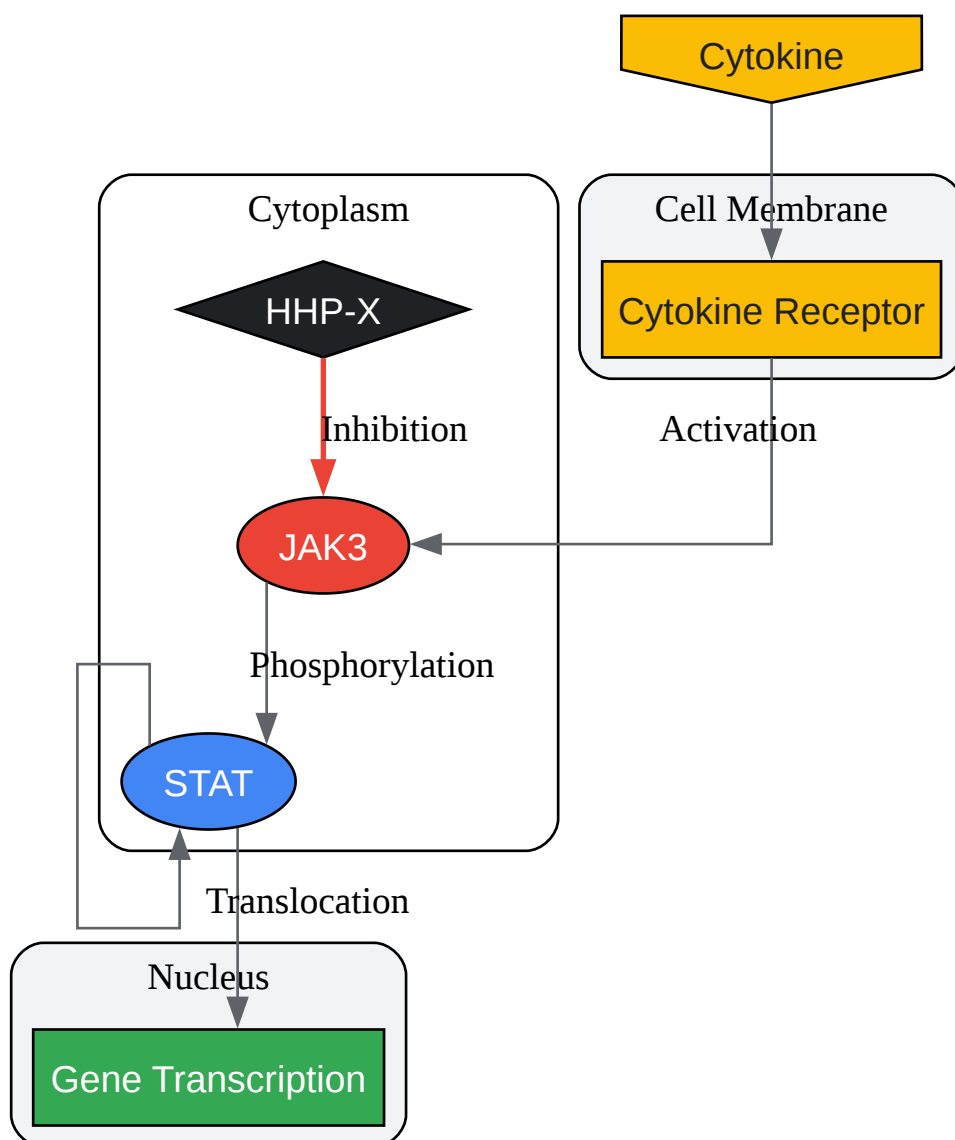 Cytokine
Cytoplasm
Cell Membrane
HHP-X
Cytokine Receptor
Inhibition
Activation
JAK3
Phosphorylation
STAT
Translocation
Nucleus
Gene Transcription